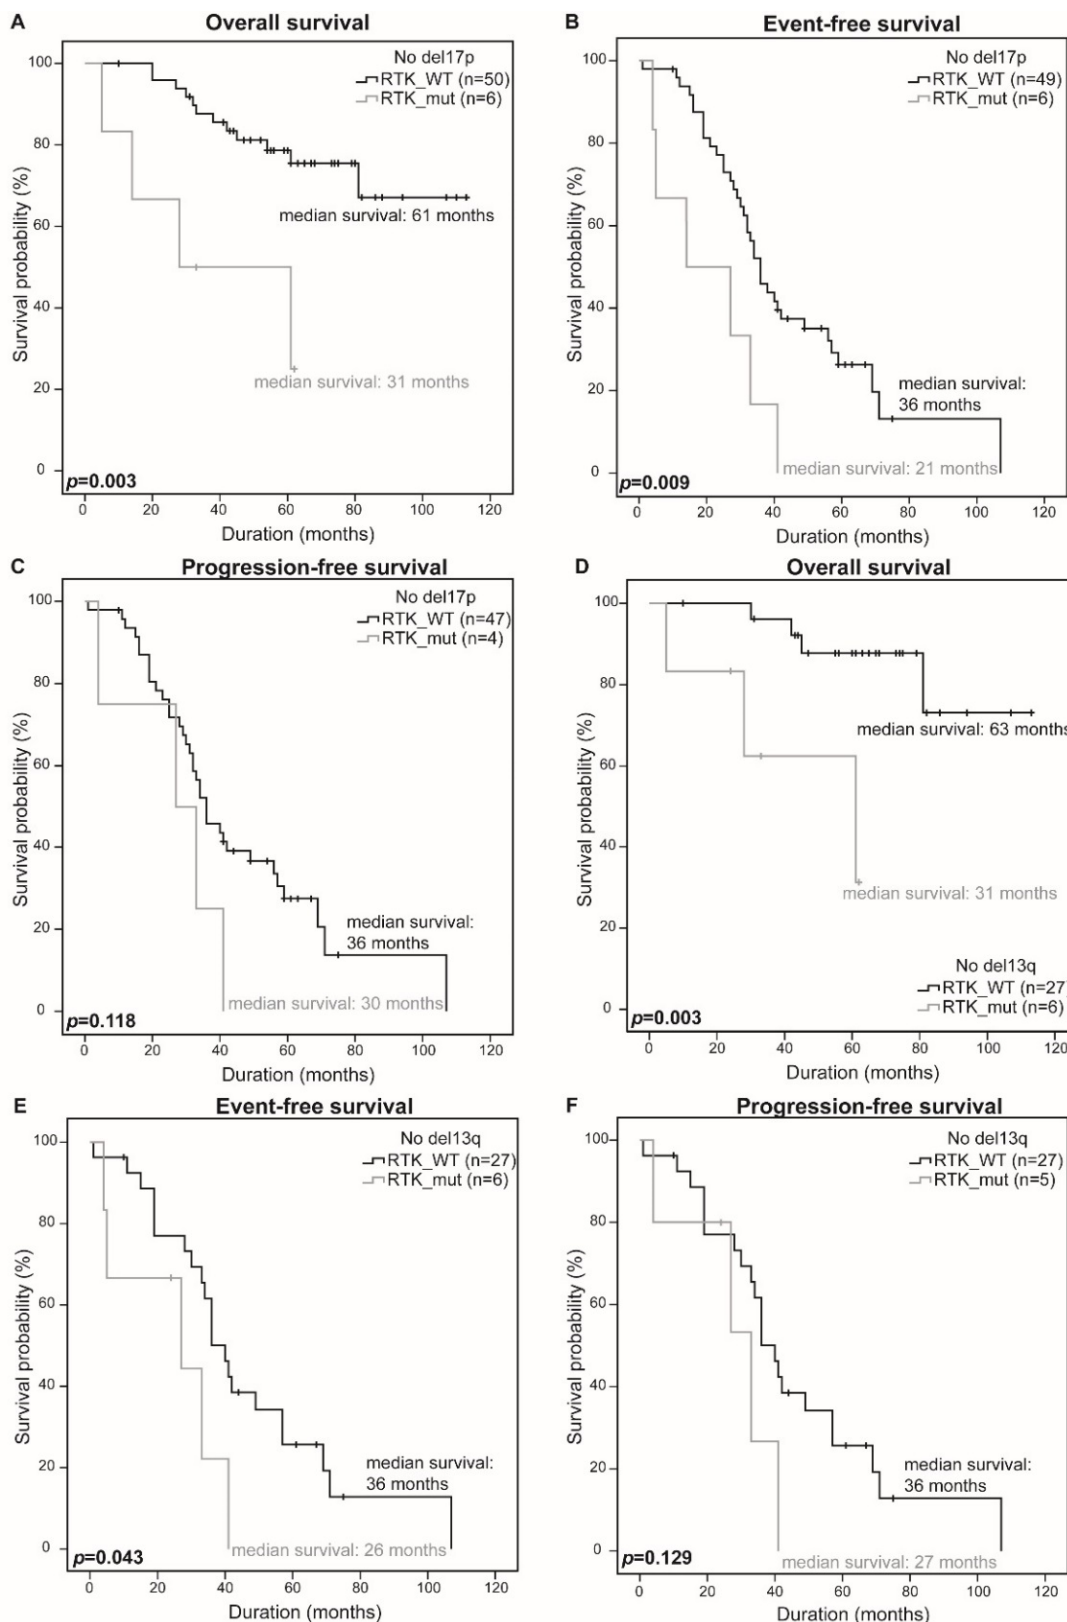 A
Overall survival
No del17p
RTK_WT (n=50)
RTK_mut (n=6)
Survival probability (%)
100
80
60
40
20
0
median survival: 61 months
median survival: 31 months
p=0.003
0 20 40 60 80 100 120
Duration (months)
B
Event-free survival
No del17p
RTK_WT (n=49)
RTK_mut (n=6)
Survival probability (%)
100
80
60
40
20
0
median survival:
36 months
median survival: 21 months
p=0.009
0 20 40 60 80 100 120
Duration (months)
C
Progression-free survival
No del17p
RTK_WT (n=47)
RTK_mut (n=4)
Survival probability (%)
100
80
60
40
20
0
median survival:
36 months
median survival: 30 months
p=0.118
0 20 40 60 80 100 120
Duration (months)
D
Overall survival
Survival probability (%)
100
80
60
40
20
0
median survival: 63 months
median survival: 31 months
No del13q
RTK_WT (n=27)
RTK_mut (n=6)
p=0.003
0 20 40 60 80 100 120
Duration (months)
E
Event-free survival
No del13q
RTK_WT (n=27)
RTK_mut (n=6)
Survival probability (%)
100
80
60
40
20
0
median survival:
36 months
median survival: 26 months
p=0.043
0 20 40 60 80 100 120
Duration (months)
F
Progression-free survival
No del13q
RTK_WT (n=27)
RTK_mut (n=5)
Survival probability (%)
100
80
60
40
20
0
median survival:
36 months
median survival: 27 months
p=0.129
0 20 40 60 80 100 120
Duration (months)